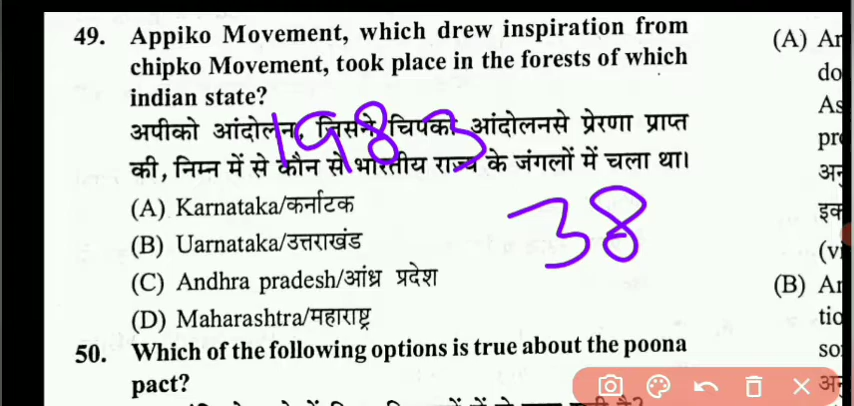 49. Appiko Movement, which drew inspiration from
chipko Movement, took place in the forests of which
indian state?
अपीको आंदोलन, जिसने चिपको आंदोलनसे प्रेरणा प्राप्त
की, निम्न में से कौन से भारतीय राज्य के जंगलों में चला था।
1983
(A) Karnataka/कर्नाटक
(B) Uarnataka/उत्तराखंड
38
(C) Andhra pradesh/आंध्र प्रदेश
(D) Maharashtra/महाराष्ट्र
50. Which of the following options is true about the poona
pact?
(A)
(B)